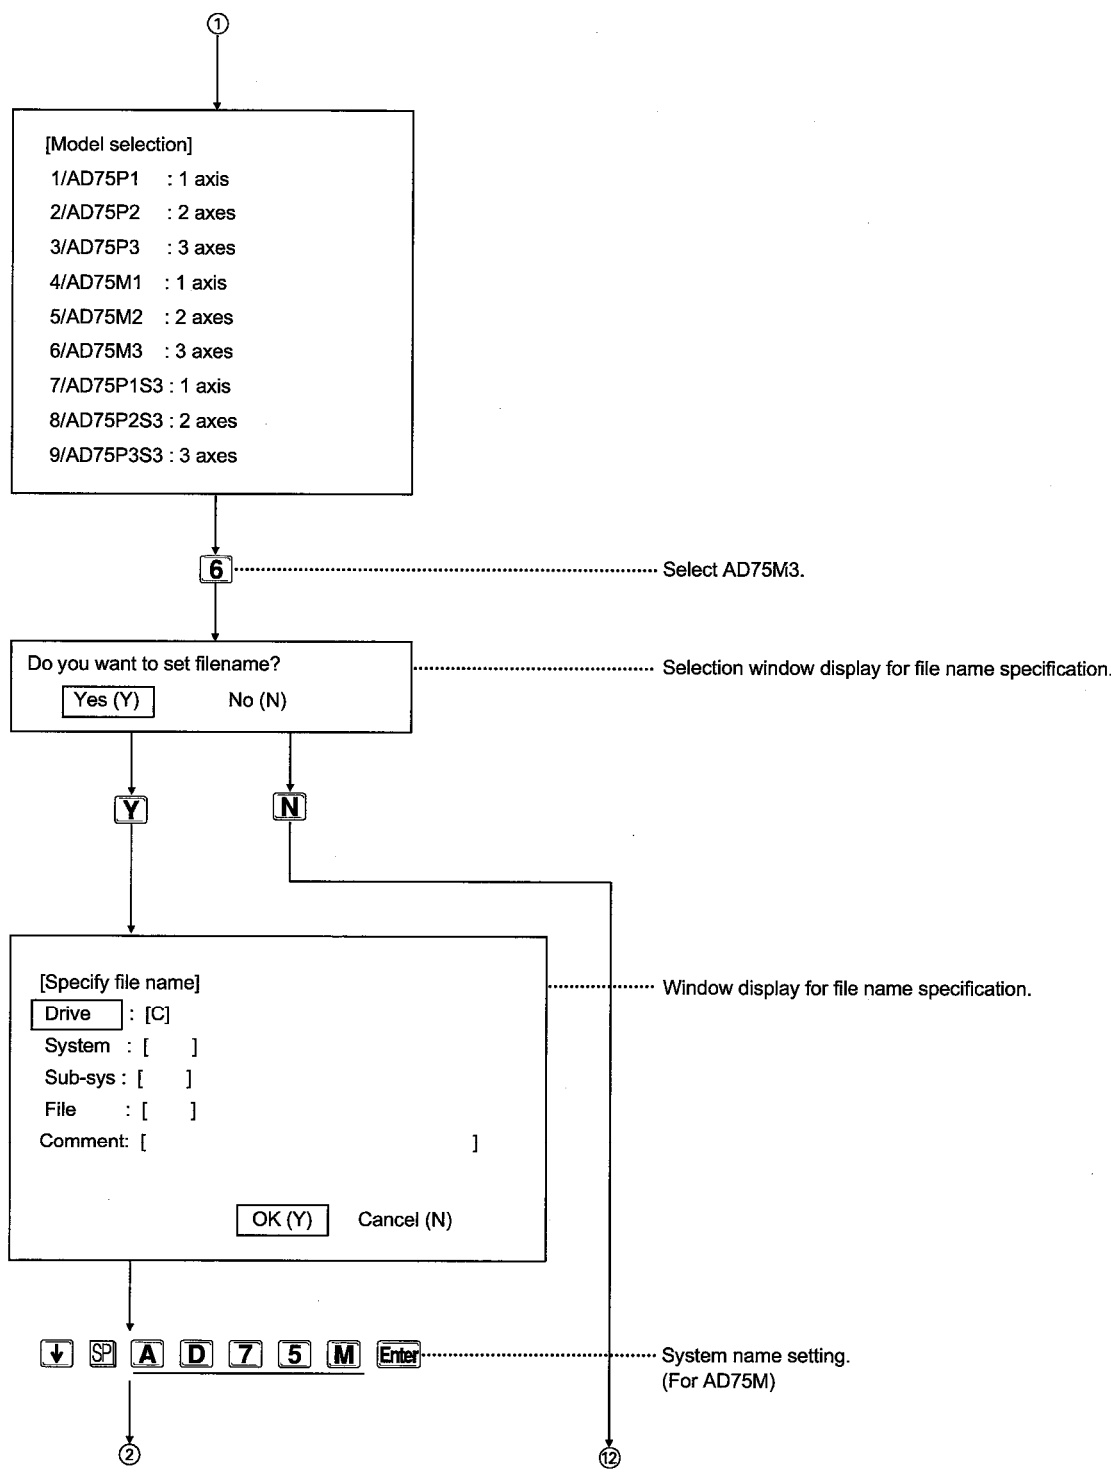 ①
[Model selection]
1/AD75P1 : 1 axis
2/AD75P2 : 2 axes
3/AD75P3 : 3 axes
4/AD75M1 : 1 axis
5/AD75M2 : 2 axes
6/AD75M3 : 3 axes
7/AD75P1S3 : 1 axis
8/AD75P2S3 : 2 axes
9/AD75P3S3 : 3 axes
6 Select AD75M3.
Do you want to set filename? Selection window display for file name specification.
Yes (Y) No (N)
Y N
[Specify file name] Window display for file name specification.
Drive : [C]
System : [ ]
Sub-sys : [ ]
File : [ ]
Comment: [ ]
OK (Y) Cancel (N)
↓ SP A D 7 5 M Enter System name setting.
(For AD75M)
② ⑫